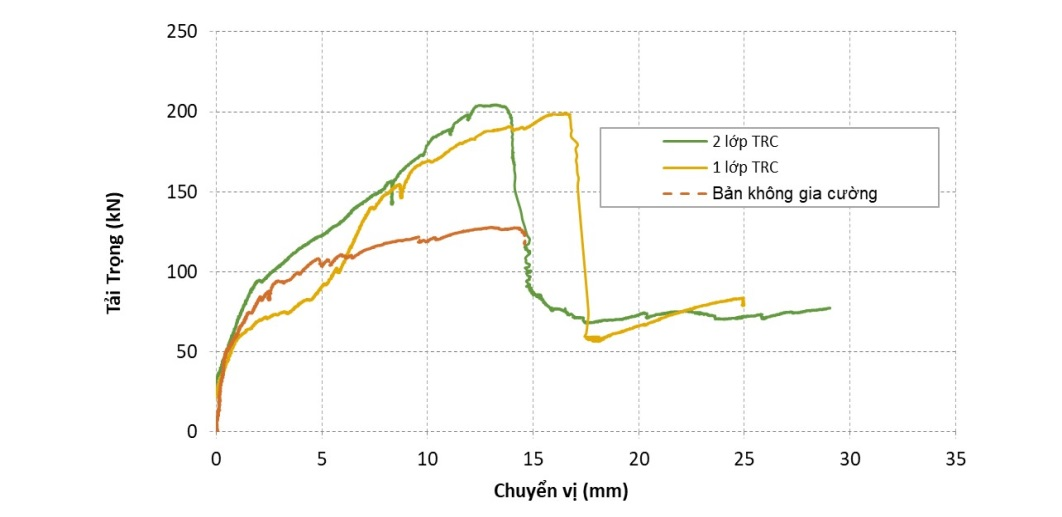 250
200
150
100
50
0
Tải Trọng (kN)
2 lớp TRC
1 lớp TRC
Bản không gia cường
0 5 10 15 20 25 30 35
Chuyển vị (mm)